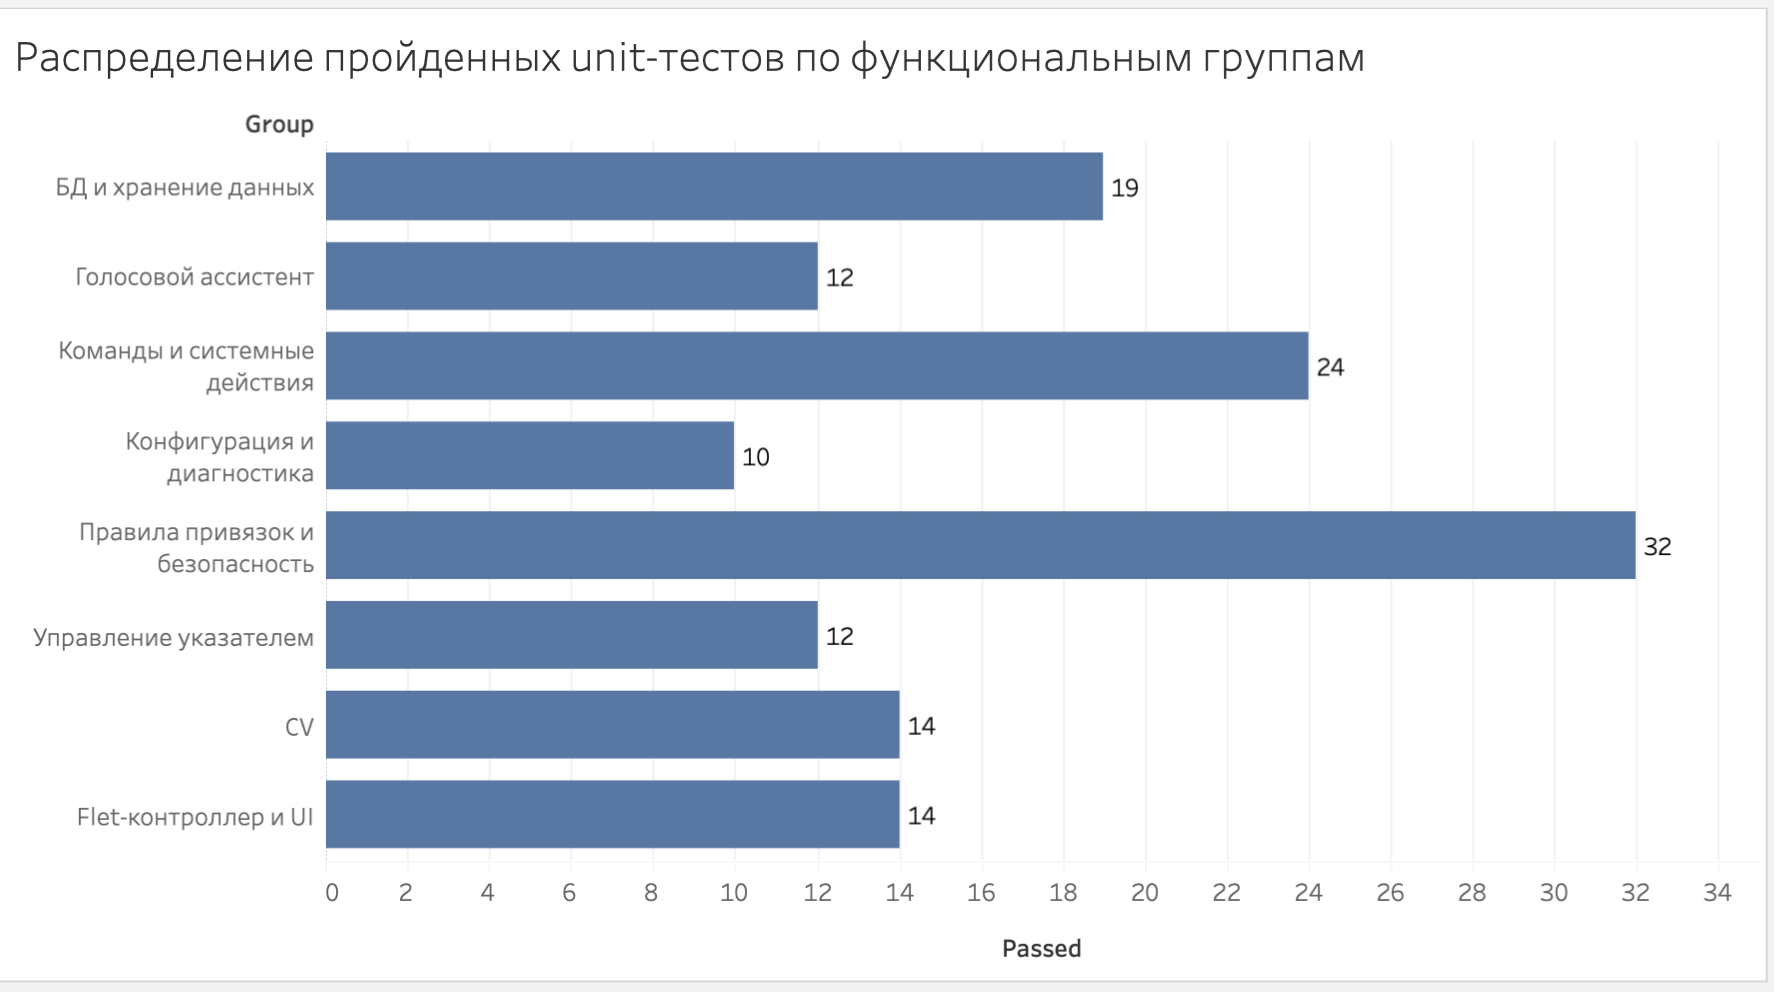 Распределение пройденных unit-тестов по функциональным группам
Group
БД и хранение данных
19
Голосовой ассистент
12
Команды и системные
действия
24
Конфигурация и
диагностика
10
Правила привязок и
безопасность
32
Управление указателем
12
CV
14
Flet-контроллер и UI
14
0 2 4 6 8 10 12 14 16 18 20 22 24 26 28 30 32 34
Passed